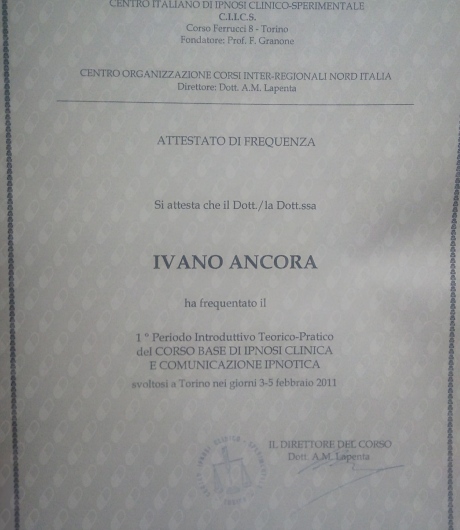 CENTRO ITALIANO DI IPNOSI CLINICO-SPERIMENTALE
C.I.I.C.S.
Corso Ferrucci 8 - Torino
Fondatore: Prof. F. Granone
CENTRO ORGANIZZAZIONE CORSI INTER-REGIONALI NORD ITALIA
Direttore: Dott. A.M. Lapenta
ATTESTATO DI FREQUENZA
Si attesta che il Dott./la Dott.ssa
IVANO ANCORA
ha frequentato il
1 ° Periodo Introduttivo Teorico-Pratico
del CORSO BASE DI IPNOSI CLINICA
E COMUNICAZIONE IPNOTICA
svoltosi a Torino nei giorni 3-5 febbraio 2011
IL DIRETTORE DEL CORSO
Dott. A.M. Lapenta